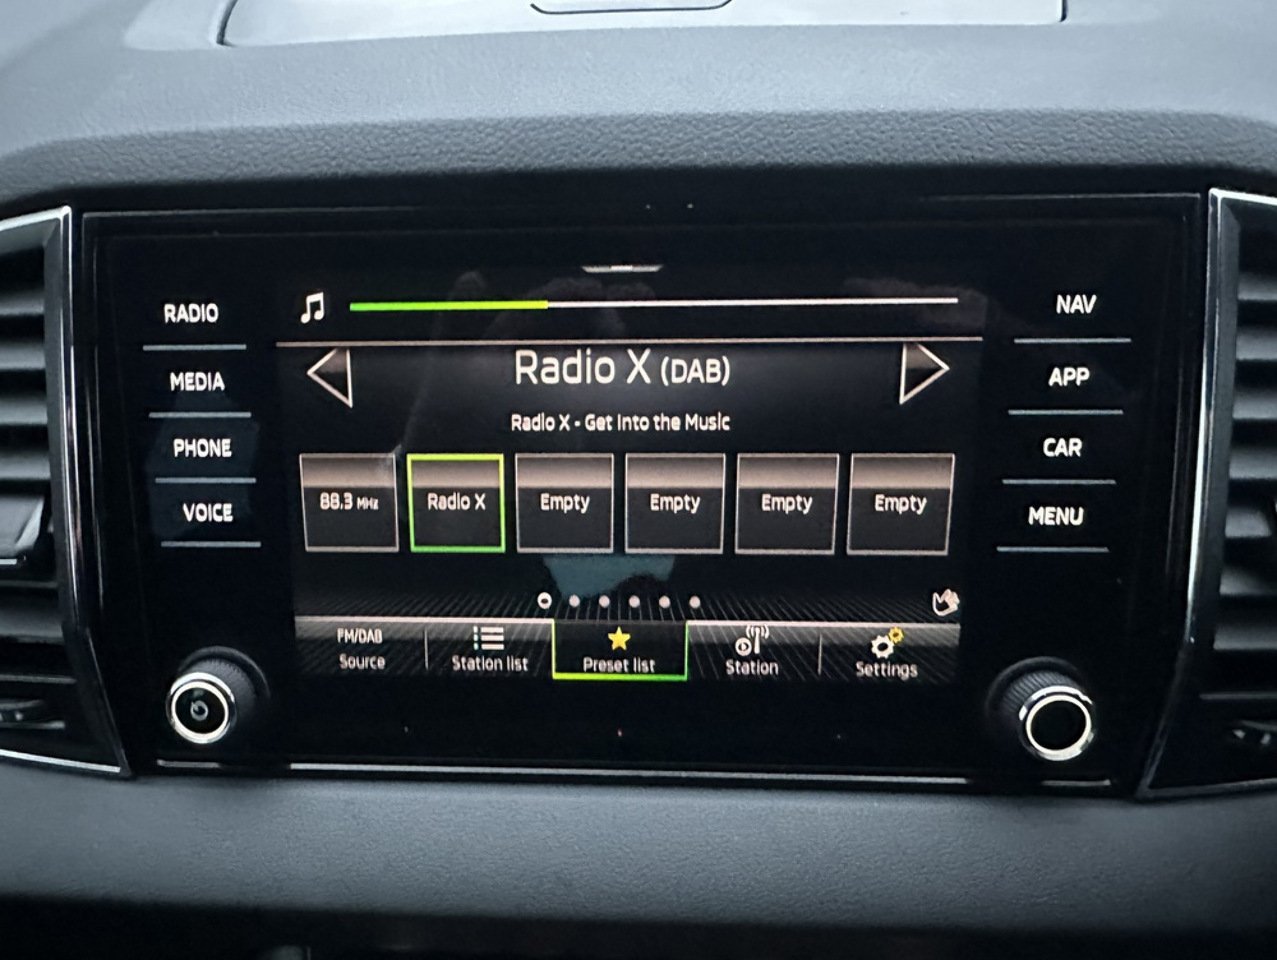 RADIO
MEDIA
PHONE
VOICE
Radio X (DAB)
Radio X - Get Into the Music
88.3 MHz
Radio X
Empty
Empty
Empty
Empty
FM/DAB
Source
Station list
Preset list
Station
Settings
NAV
APP
CAR
MENU